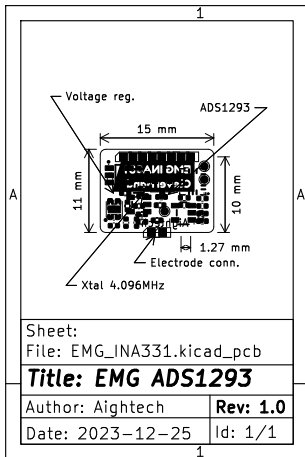 1
Voltage reg.
ADS1293
15 mm
EMG INA331
11 mm
10 mm
A
A
1.27 mm
Electrode conn.
Xtal 4.096MHz
Sheet:
File: EMG_INA331.kicad_pcb
Title: EMG ADS1293
Author: Aightech
Rev: 1.0
Date: 2023-12-25
Id: 1/1
1